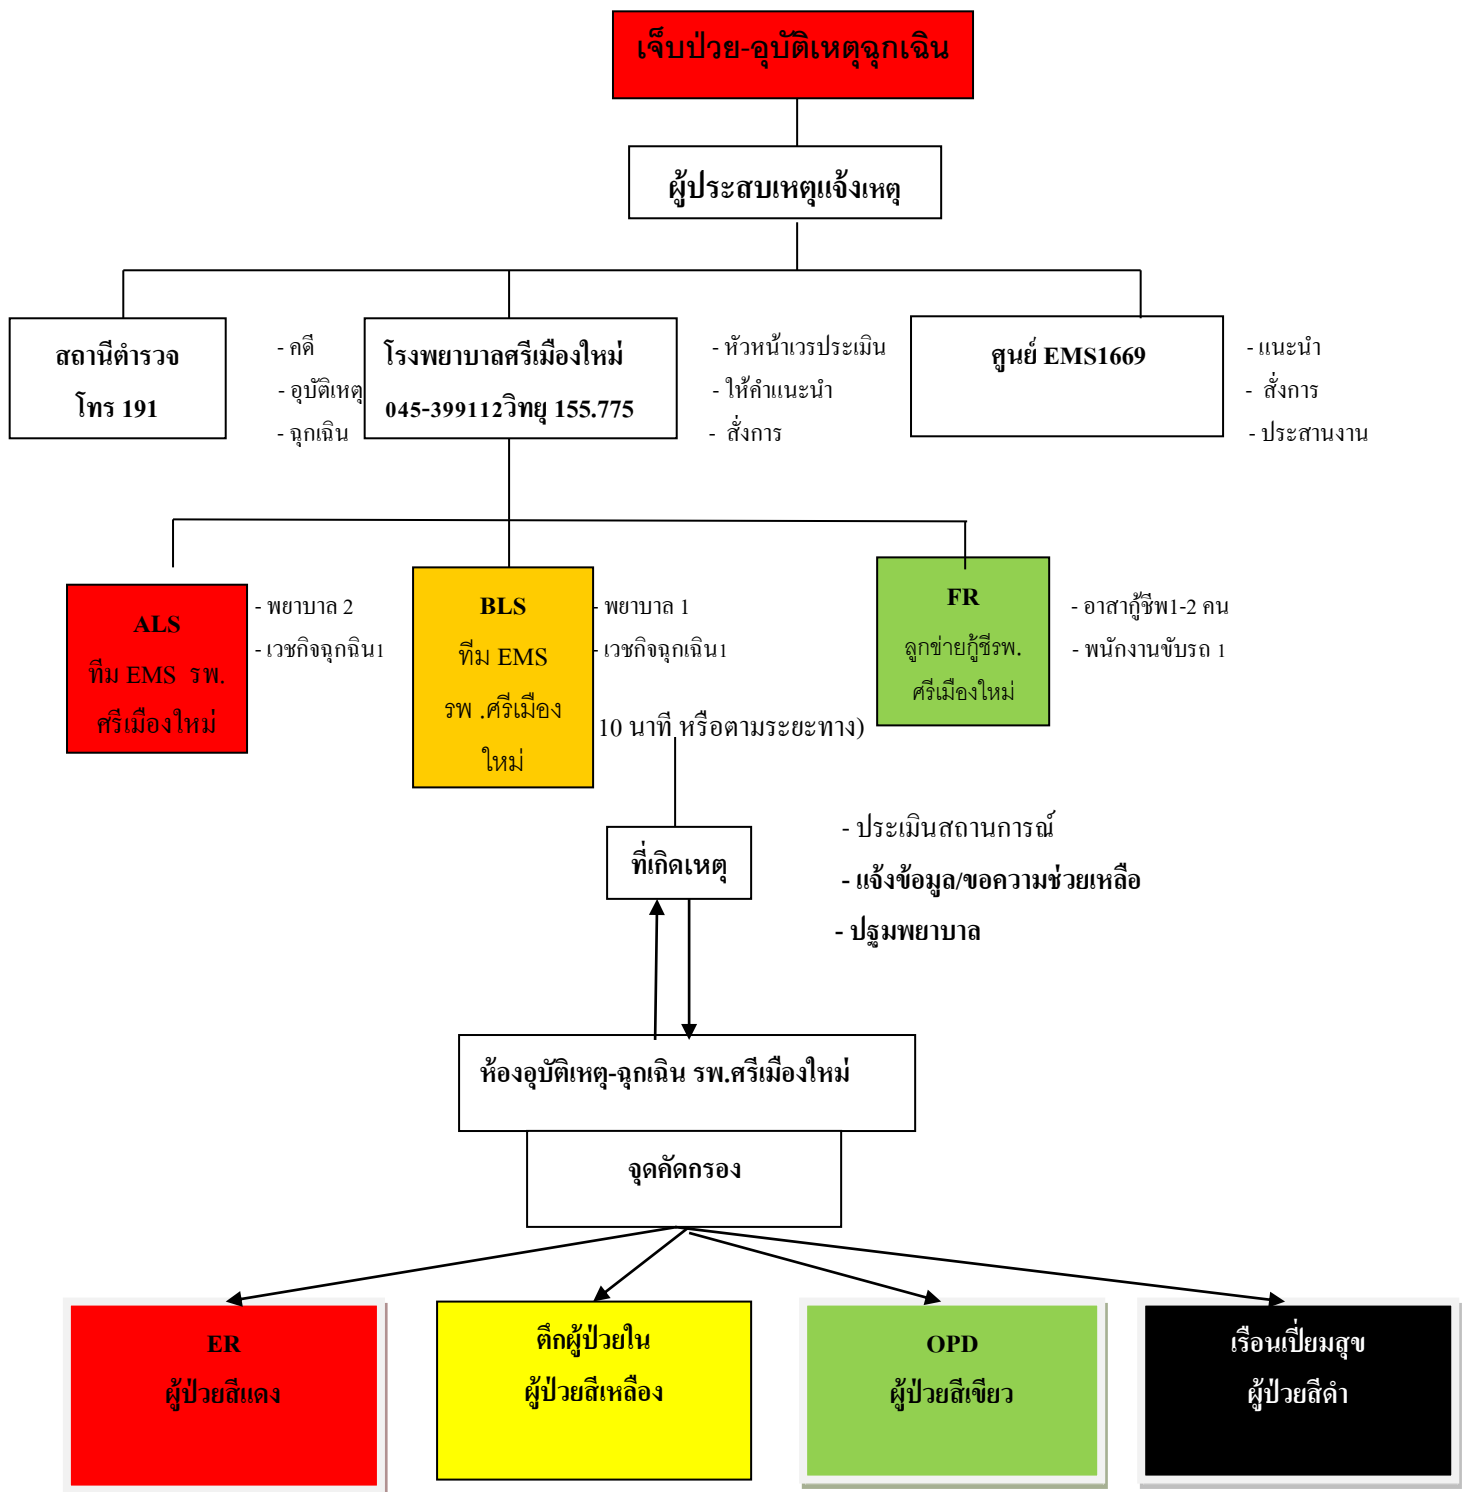 เจ็บป่วย-อุบัติเหตุฉุกเฉิน
ผู้ประสบเหตุแจ้งเหตุ
สถานีตำรวจ
โทร 191
- คดี
- อุบัติเหตุ
- ฉุกเฉิน
โรงพยาบาลศรีเมืองใหม่
045-399112วิทยุ 155.775
- หัวหน้าเวรประเมิน
- ให้คำแนะนำ
- สั่งการ
ศูนย์ EMS1669
- แนะนำ
- สั่งการ
- ประสานงาน
ALS
ทีม EMS รพ.
ศรีเมืองใหม่
- พยาบาล 2
- เวชกิจฉุกฉิน1
BLS
ทีม EMS
รพ .ศรีเมือง
ใหม่
- พยาบาล 1
- เวชกิจฉุกเฉิน1
FR
ลูกข่ายกู้ชีรพ.
ศรีเมืองใหม่
- อาสากู้ชีพ1-2 คน
- พนักงานขับรถ 1
10 นาที หรือตามระยะทาง)
ที่เกิดเหตุ
- ประเมินสถานการณ์
- แจ้งข้อมูล/ขอความช่วยเหลือ
- ปฐมพยาบาล
ห้องอุบัติเหตุ-ฉุกเฉิน รพ.ศรีเมืองใหม่
จุดคัดกรอง
ER
ผู้ป่วยสีแดง
ตึกผู้ป่วยใน
ผู้ป่วยสีเหลือง
OPD
ผู้ป่วยสีเขียว
เรือนเปี่ยมสุข
ผู้ป่วยสีดำ